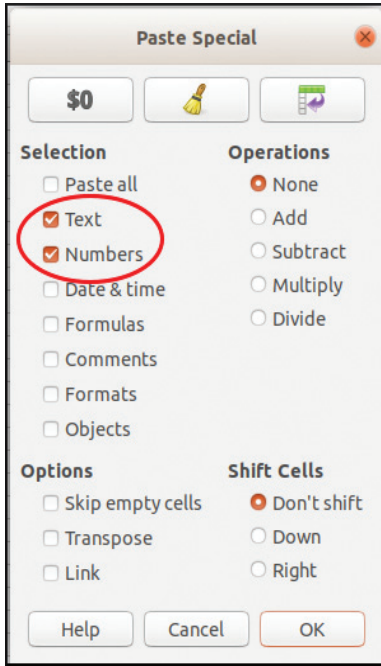 Paste Special
$0
Selection
Paste all
Text
Numbers
Date & time
Formulas
Comments
Formats
Objects
Operations
None
Add
Subtract
Multiply
Divide
Options
Skip empty cells
Transpose
Link
Shift Cells
Don't shift
Down
Right
Help
Cancel
OK